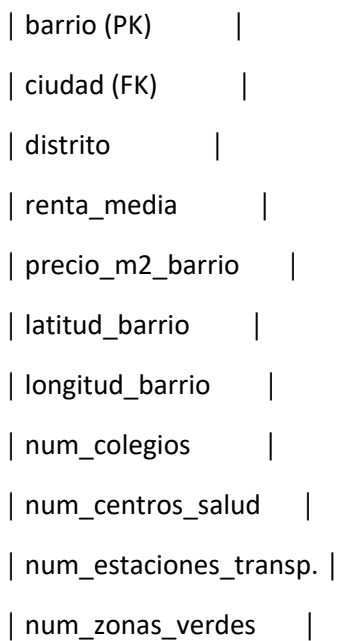 | barrio (PK) |
| ciudad (FK) |
| distrito |
| renta_media |
| precio_m2_barrio |
| latitud_barrio |
| longitud_barrio |
| num_colegios |
| num_centros_salud |
| num_estaciones_transp. |
| num_zonas_verdes |